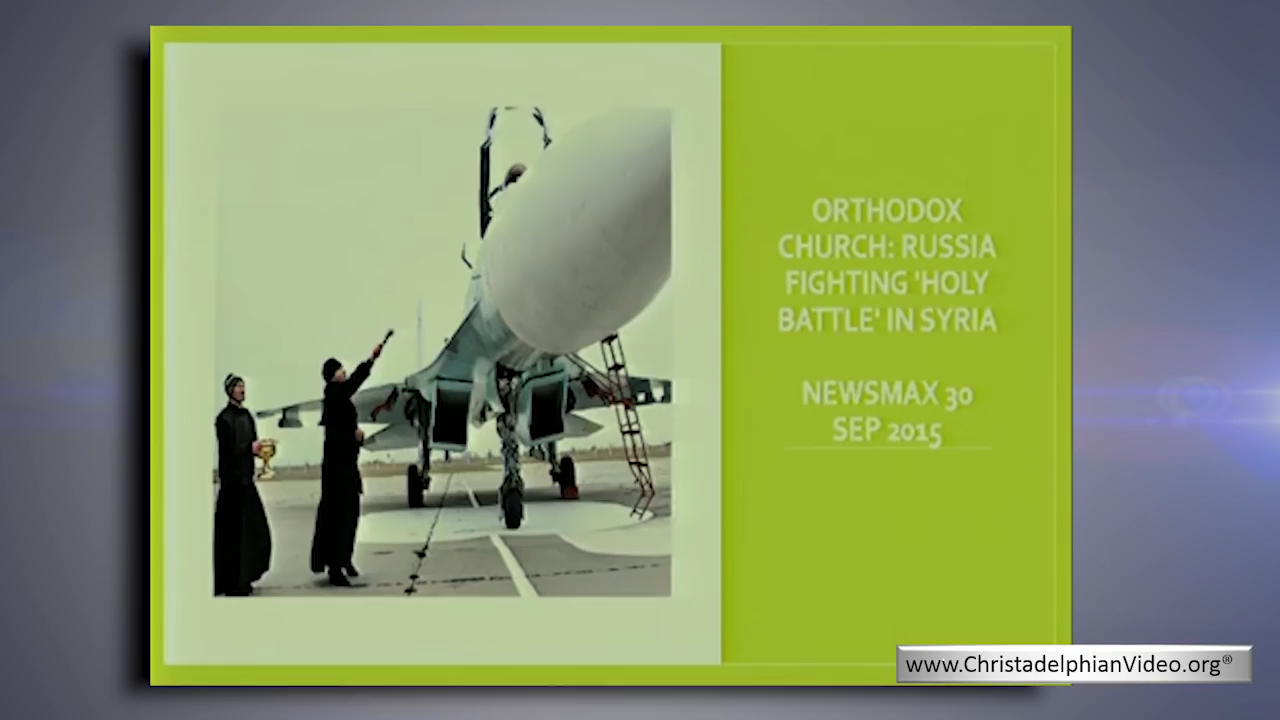 ORTHODOX
CHURCH: RUSSIA
FIGHTING 'HOLY
BATTLE' IN SYRIA
NEWSMAX 30
SEP 2015
www.ChristadelphianVideo.org®